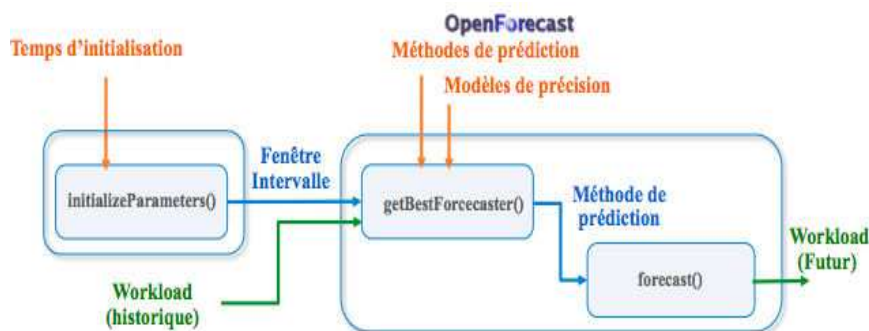 OpenForecast
Temps d'initialisation
Méthodes de prédiction
Modèles de précision
Fenêtre
Intervalle
initializeParameters()
getBestForcecaster()
Méthode de
prédiction
Workload
(Futur)
forecast()
Workload
(historique)